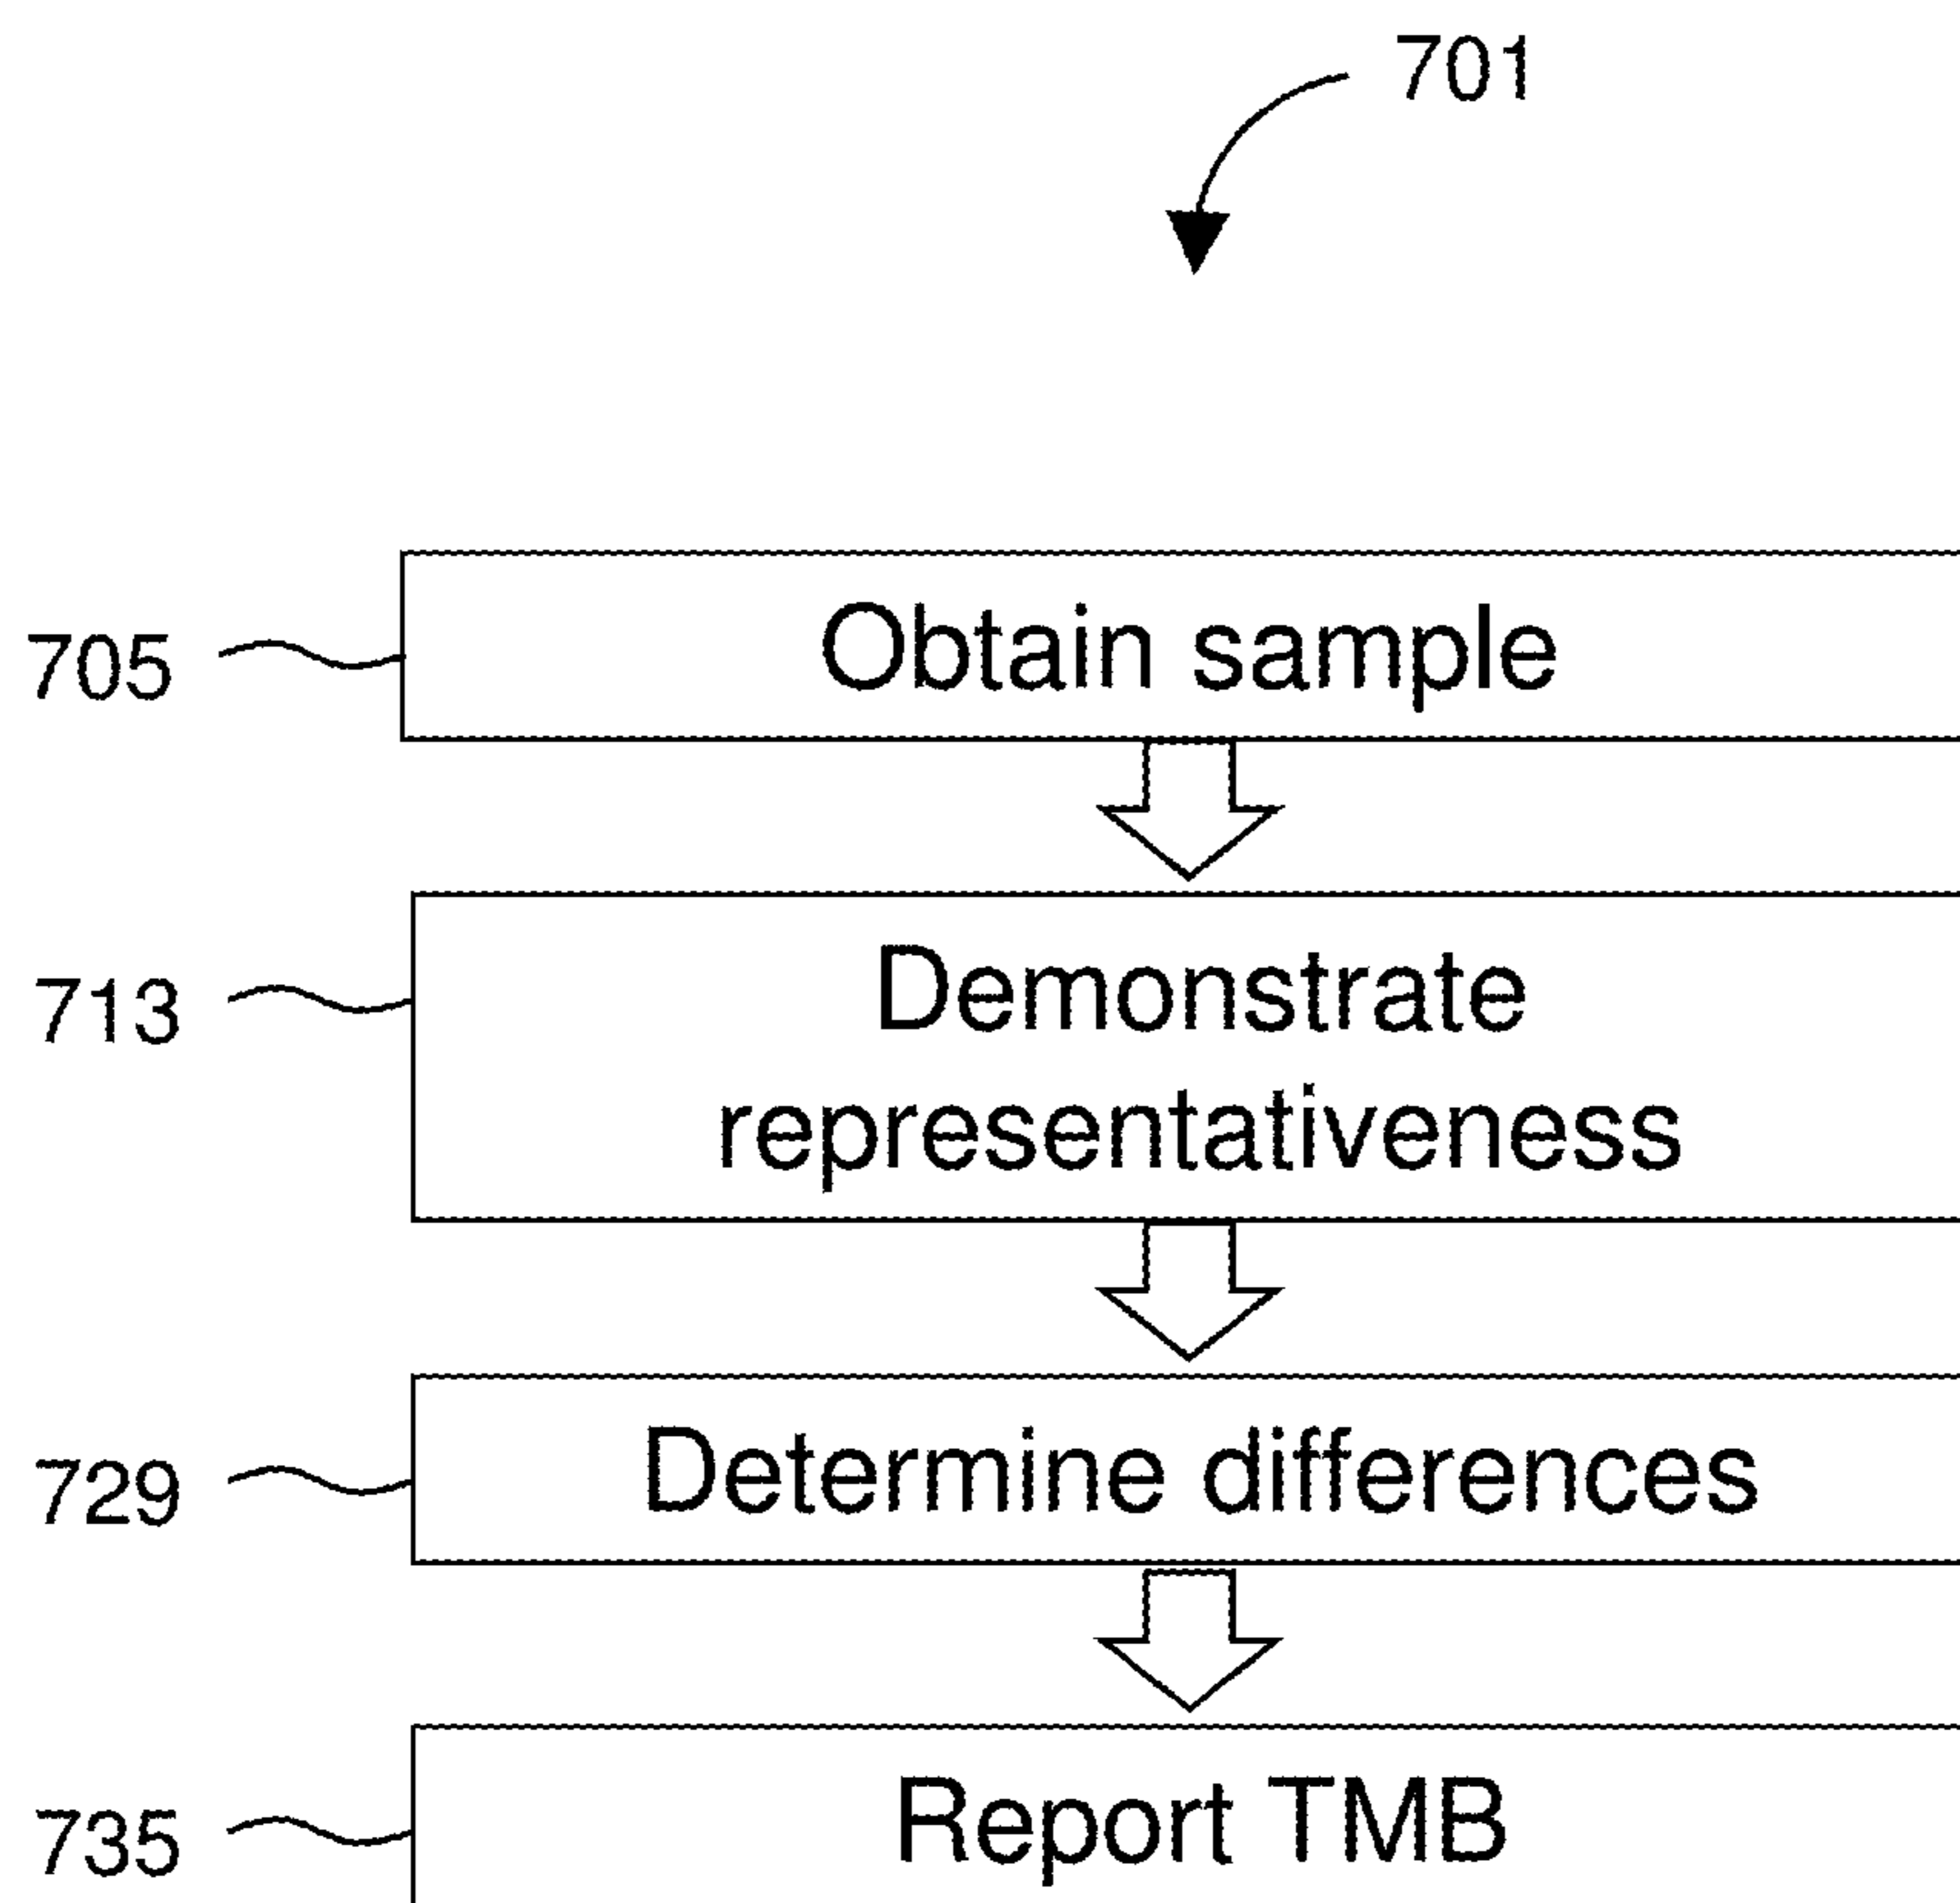 701
705
Obtain sample
713
Demonstrate
representativeness
729
Determine differences
735
Report TMB